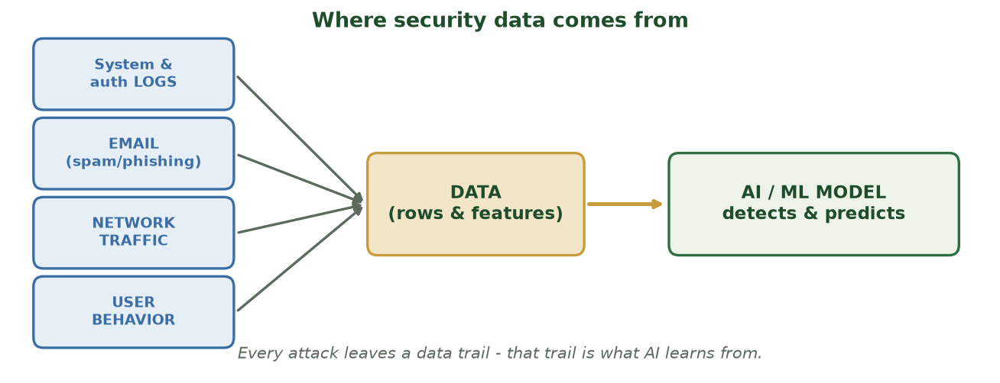 Where security data comes from
System &
auth LOGS
EMAIL
(spam/phishing)
NETWORK
TRAFFIC
USER
BEHAVIOR
DATA
(rows & features)
AI / ML MODEL
detects & predicts
Every attack leaves a data trail - that trail is what AI learns from.